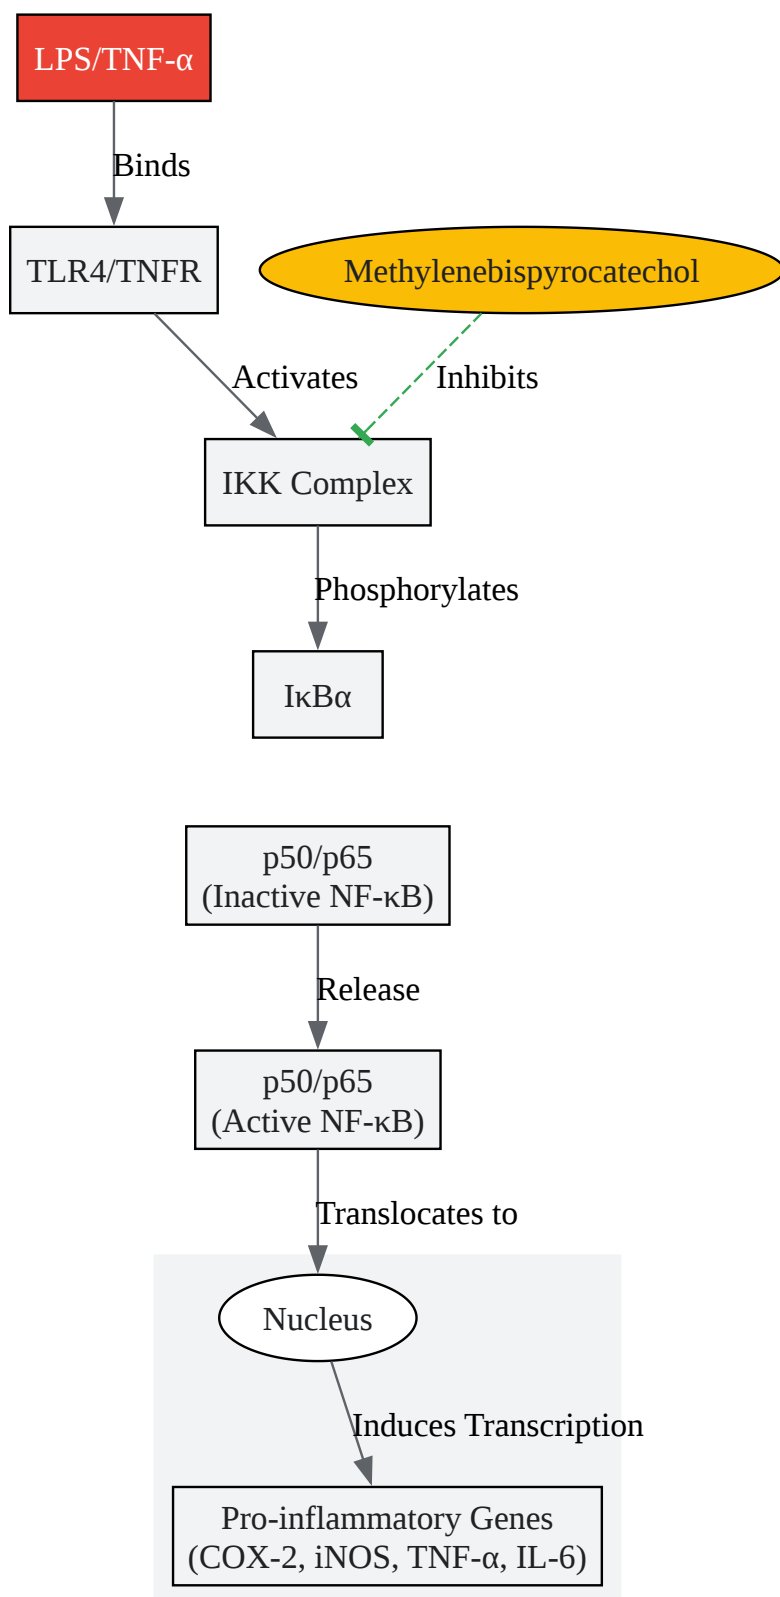 LPS/TNF-α
Binds
TLR4/TNFR
Methylenebispyrocatechol
Activates
Inhibits
IKK Complex
Phosphorylates
IκBα
p50/p65
(Inactive NF-κB)
Release
p50/p65
(Active NF-κB)
Translocates to
Nucleus
Induces Transcription
Pro-inflammatory Genes
(COX-2, iNOS, TNF-α, IL-6)